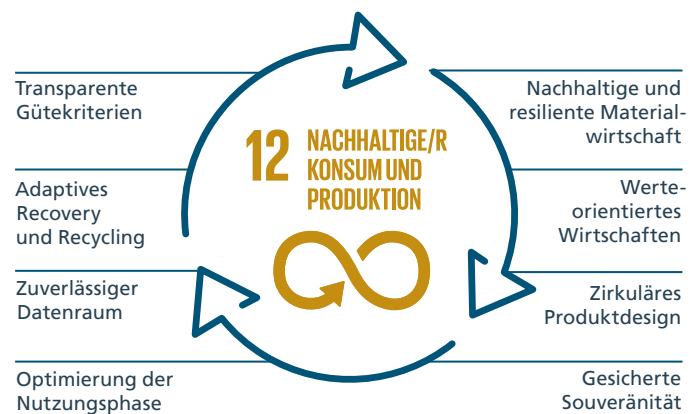 Transparente
Gütekriterien
Adaptives
Recovery
und Recycling
Zuverlässiger
Datenraum
Optimierung der
Nutzungsphase
12 NACHHALTIGE/R
KONSUM UND
PRODUKTION
Nachhaltige und
resiliente Material-
wirtschaft
Werte-
orientiertes
Wirtschaften
Zirkuläres
Produktdesign
Gesicherte
Souveränität